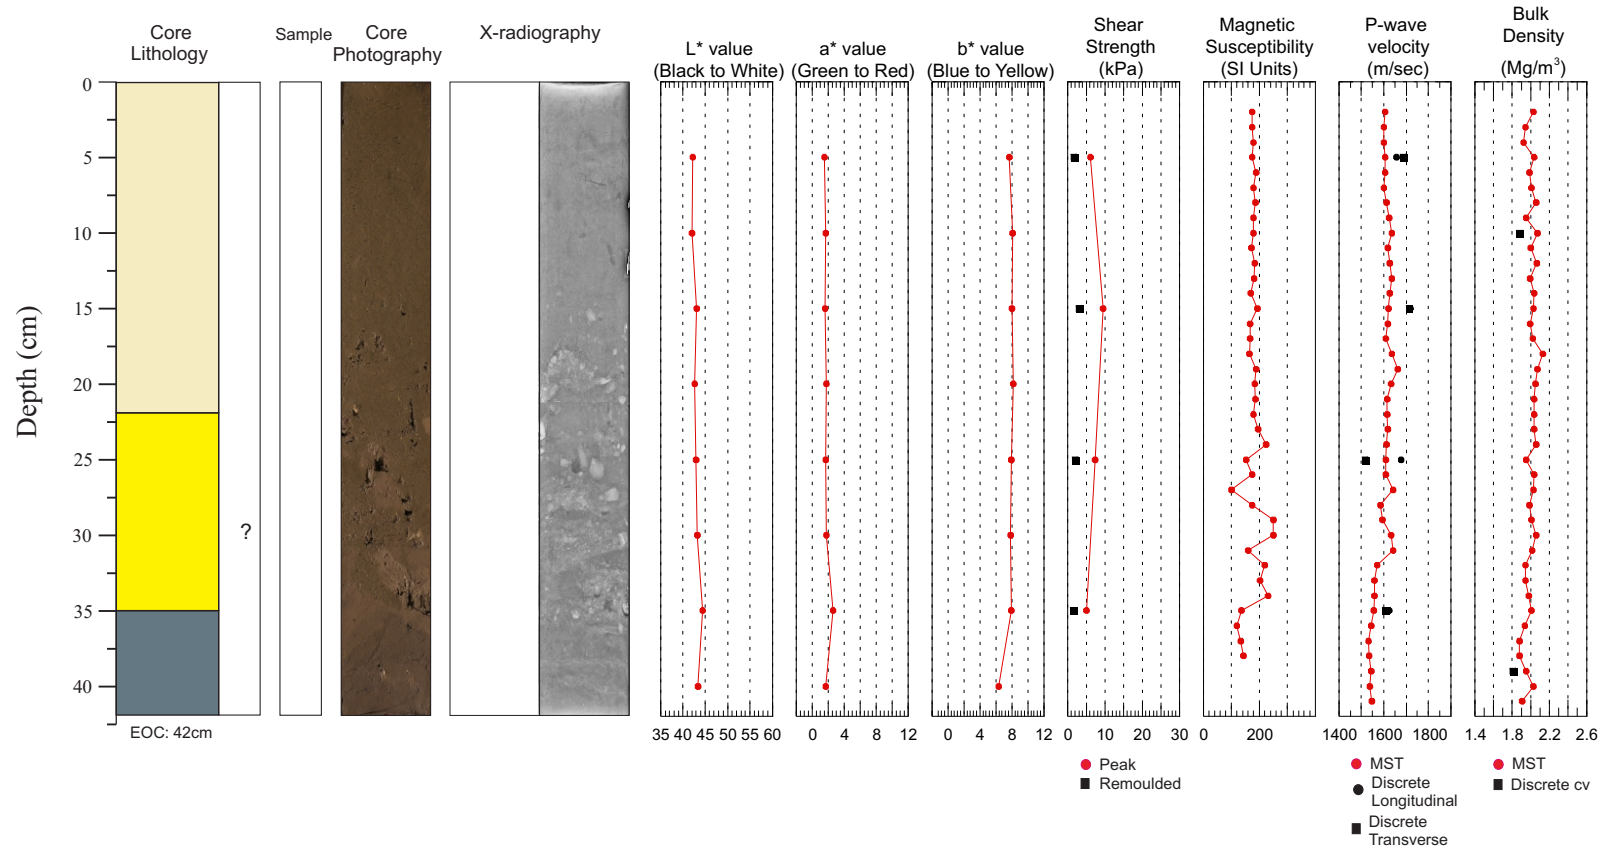 Core
Lithology
Sample
Core
Photography
X-radiography
L* value
(Black to White)
a* value
(Green to Red)
b* value
(Blue to Yellow)
Shear
Strength
(kPa)
Magnetic
Susceptibility
(SI Units)
P-wave
velocity
(m/sec)
Bulk
Density
(Mg/m³)
Depth (cm)
0
5
10
15
20
25
30
35
40
?
EOC: 42cm
35 40 45 50 55 60
0 4 8 12
0 4 8 12
0 10 20 30
0 200
1400 1600 1800
1.4 1.8 2.2 2.6
Peak
Remoulded
MST
Discrete
Longitudinal
Discrete
Transverse
MST
Discrete cv